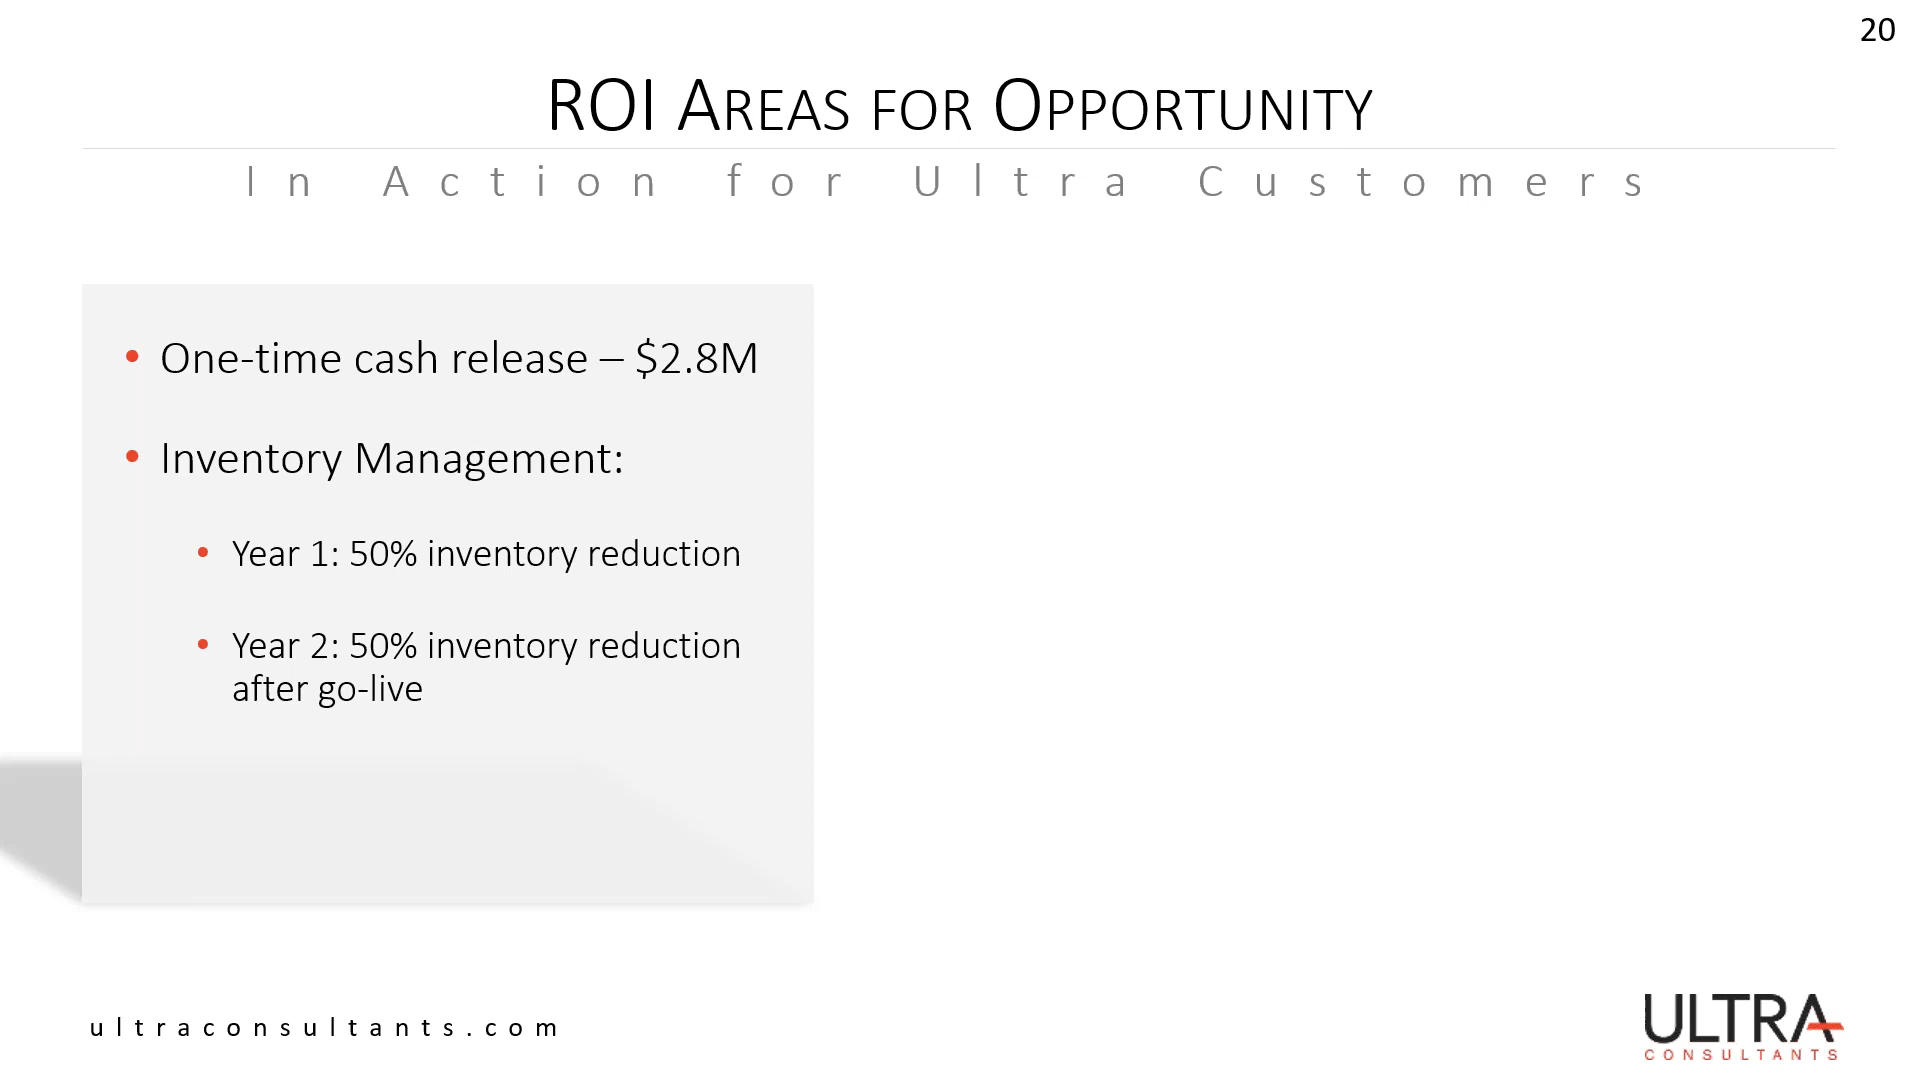 20
ROI AREAS FOR OPPORTUNITY
In Action for Ultra Customers
• One-time cash release – $2.8M
• Inventory Management:
• Year 1: 50% inventory reduction
• Year 2: 50% inventory reduction
after go-live
ultraconsultants.com
ULTRA
CONSULTANTS